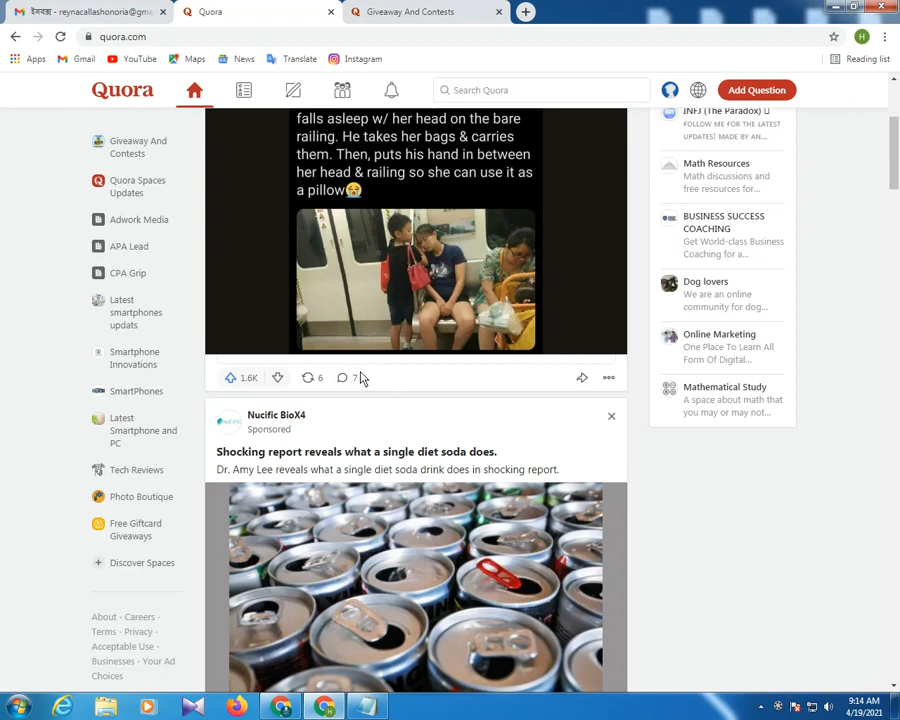 ইনবক্স - reynacallashonoria@gma
Quora
Giveaway And Contests
quora.com
Apps
Gmail
YouTube
Maps
News
Translate
Instagram
Reading list
H
Quora
Search Quora
Add Question
Giveaway And
Contests
Quora Spaces
Updates
Adwork Media
APA Lead
CPA Grip
Latest
smartphones
updats
Smartphone
Innovations
SmartPhones
Latest
Smartphone and
PC
Tech Reviews
Photo Boutique
Free Giftcard
Giveaways
Discover Spaces
About · Careers ·
Terms · Privacy ·
Acceptable Use ·
Businesses · Your Ad
Choices
falls asleep w/ her head on the bare
railing. He takes her bags & carries
them. Then, puts his hand in between
her head & railing so she can use it as
a pillow😭
1.6K
6
7
Nucific BioX4
Sponsored
Shocking report reveals what a single diet soda does.
Dr. Amy Lee reveals what a single diet soda drink does in shocking report.
INFJ (The Paradox)
FOLLOW ME FOR THE LATEST
UPDATES! MADE BY AN...
Math Resources
Math discussions and
free resources for...
BUSINESS SUCCESS
COACHING
Get World-class Business
Coaching for a...
Dog lovers
We are an online
community for dog...
Online Marketing
One Place To Learn All
Form Of Digital...
Mathematical Study
A space about math that
you may or may not...
9:14 AM
4/19/2021